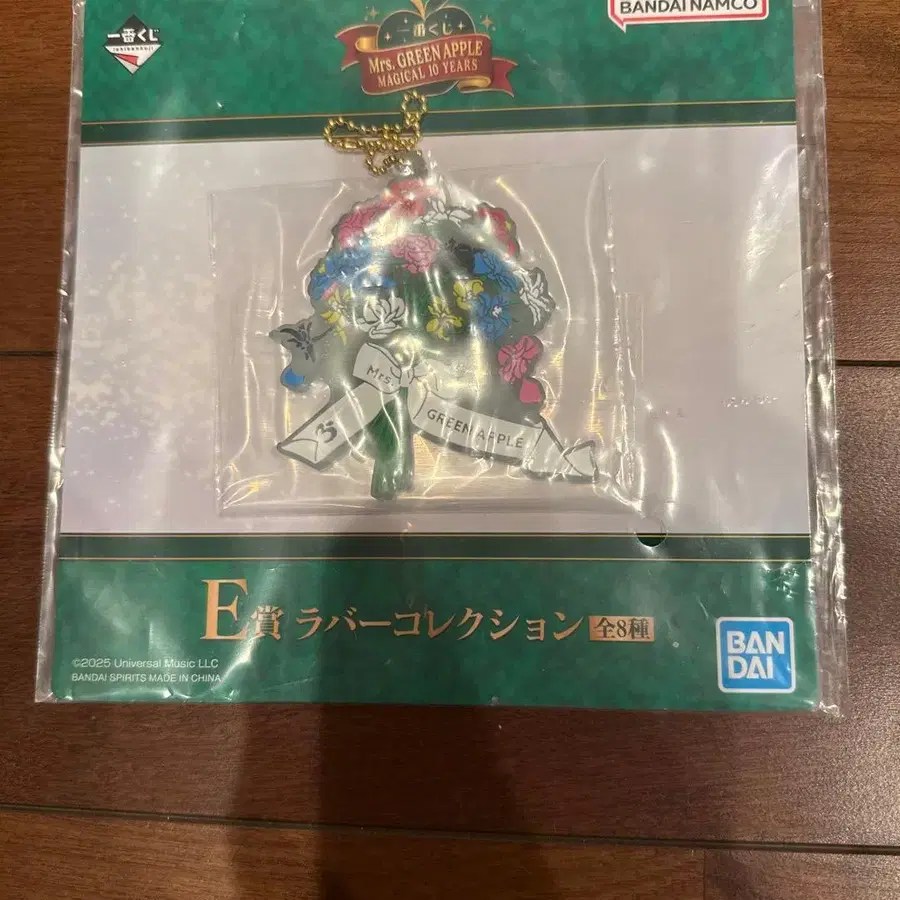 BANDAI NAMCO
一番くじ
ichibankuji
一番くじ
Mrs. GREEN APPLE
MAGICAL 10 YEARS
Mrs.
GREEN APPLE
E賞 ラバーコレクション 全8種
©2025 Universal Music LLC
BANDAI SPIRITS MADE IN CHINA
BAN
DAI